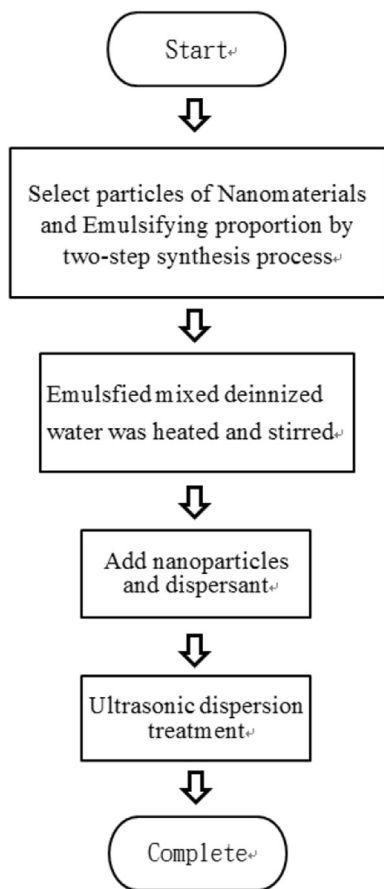 Start
Select particles of Nanomaterials
and Emulsifying proportion by
two-step synthesis process
Emulsfied mixed deinnized
water was heated and stirred
Add nanoparticles
and dispersant
Ultrasonic dispersion
treatment
Complete